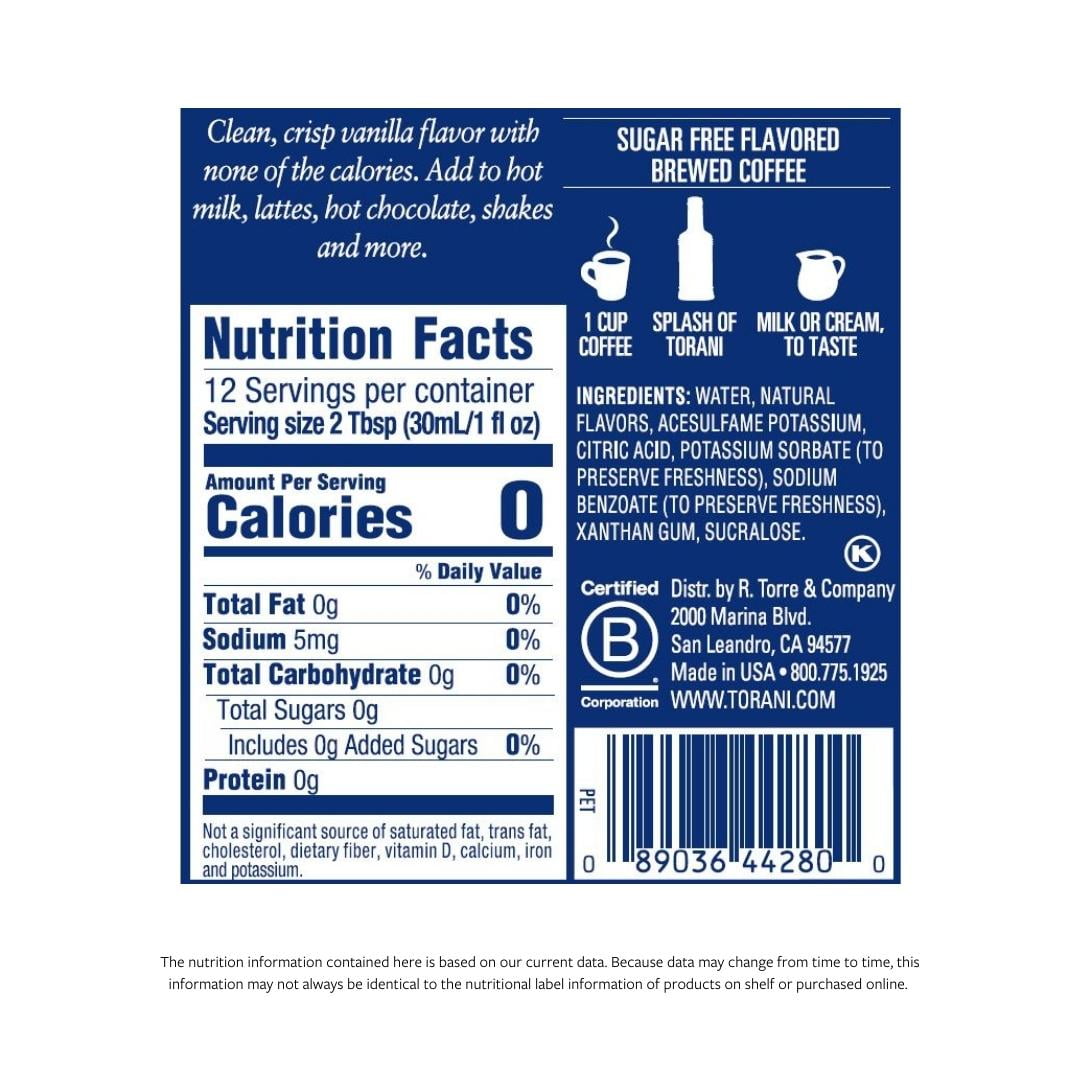 Clean, crisp vanilla flavor with
none of the calories. Add to hot
milk, lattes, hot chocolate, shakes
and more.
Nutrition Facts
12 Servings per container
Serving size 2 Tbsp (30mL/1 fl oz)
Amount Per Serving
Calories 0
% Daily Value
Total Fat 0g 0%
Sodium 5mg 0%
Total Carbohydrate 0g 0%
Total Sugars 0g
Includes 0g Added Sugars 0%
Protein 0g
Not a significant source of saturated fat, trans fat,
cholesterol, dietary fiber, vitamin D, calcium, iron
and potassium.
SUGAR FREE FLAVORED
BREWED COFFEE
1 CUP
COFFEE
SPLASH OF
TORANI
MILK OR CREAM,
TO TASTE
INGREDIENTS: WATER, NATURAL
FLAVORS, ACESULFAME POTASSIUM,
CITRIC ACID, POTASSIUM SORBATE (TO
PRESERVE FRESHNESS), SODIUM
BENZOATE (TO PRESERVE FRESHNESS),
XANTHAN GUM, SUCRALOSE.
K
Certified
B
Corporation
Distr. by R. Torre & Company
2000 Marina Blvd.
San Leandro, CA 94577
Made in USA • 800.775.1925
WWW.TORANI.COM
PET
0 89036 44280 0
The nutrition information contained here is based on our current data. Because data may change from time to time, this
information may not always be identical to the nutritional label information of products on shelf or purchased online.